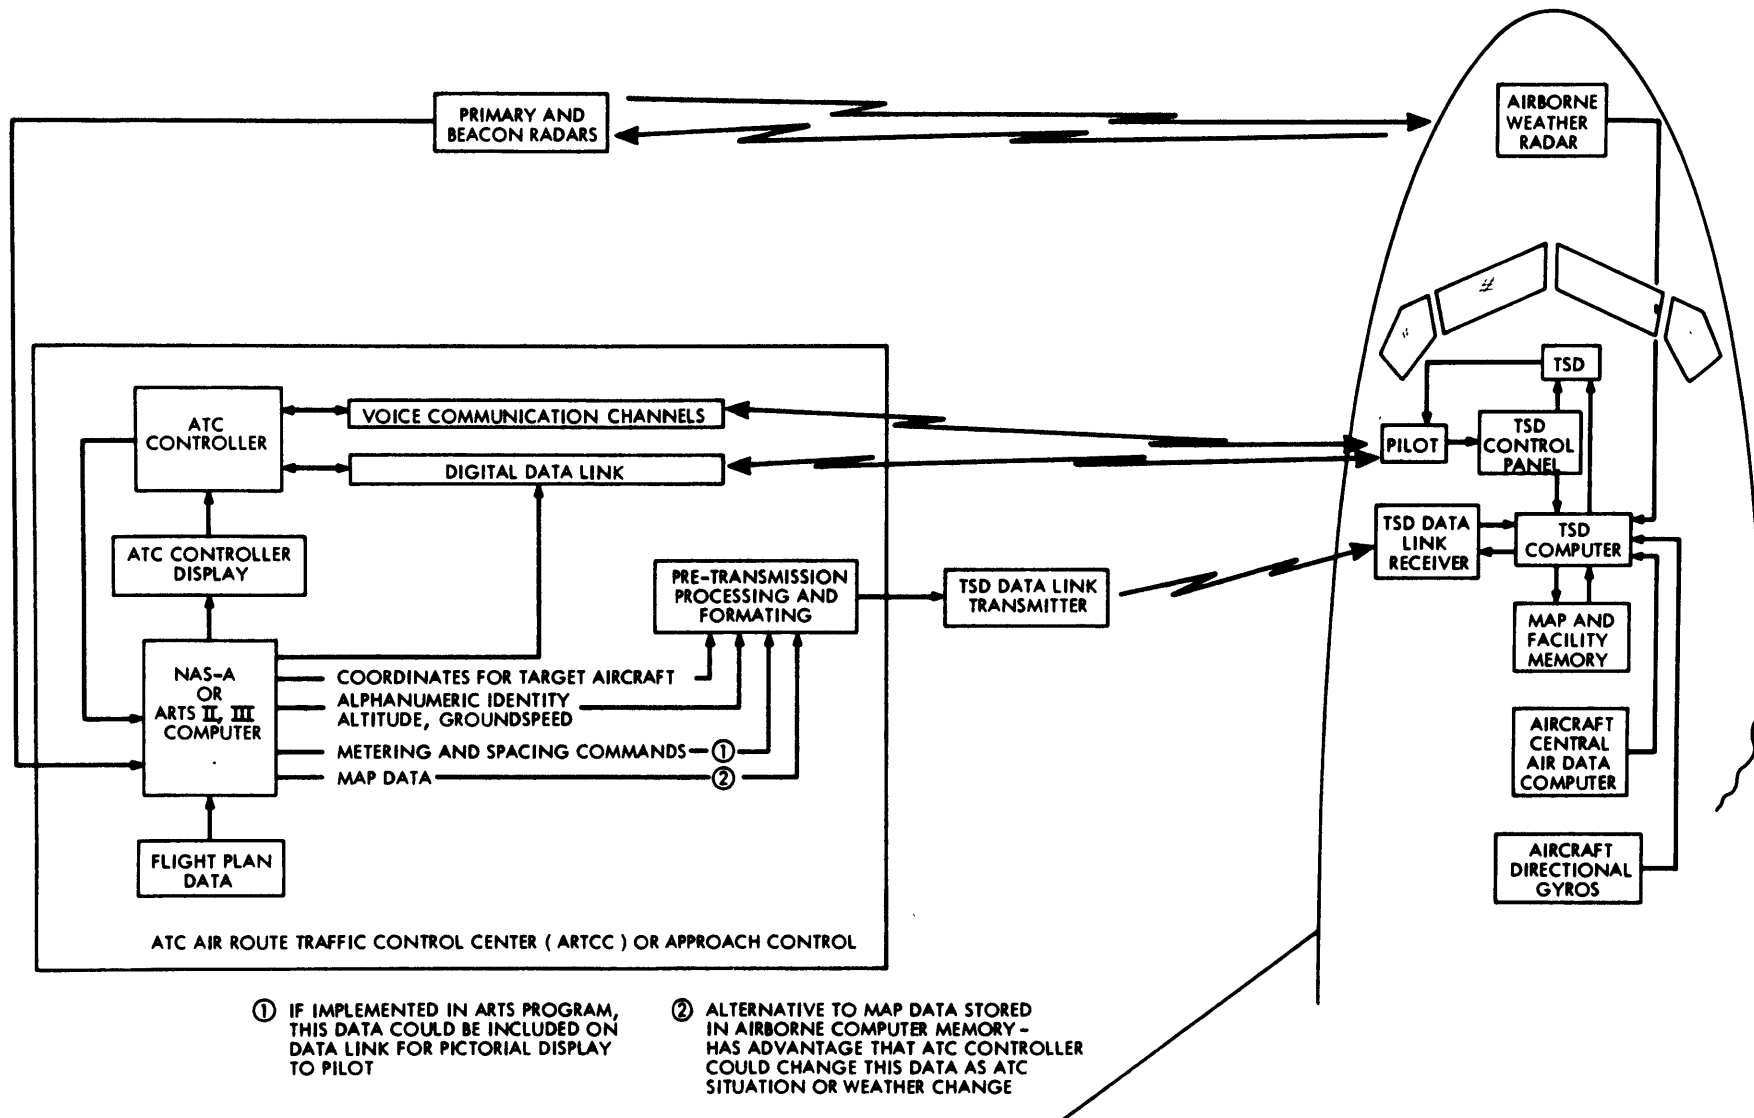 PRIMARY AND
BEACON RADARS
AIRBORNE
WEATHER
RADAR
ATC
CONTROLLER
VOICE COMMUNICATION CHANNELS
DIGITAL DATA LINK
ATC CONTROLLER
DISPLAY
NAS-A
OR
ARTS II, III
COMPUTER
FLIGHT PLAN
DATA
COORDINATES FOR TARGET AIRCRAFT
ALPHANUMERIC IDENTITY
ALTITUDE, GROUNDSPEED
METERING AND SPACING COMMANDS ①
MAP DATA ②
PRE-TRANSMISSION
PROCESSING AND
FORMATING
TSD DATA LINK
TRANSMITTER
TSD
PILOT
TSD
CONTROL
PANEL
TSD DATA
LINK
RECEIVER
TSD
COMPUTER
MAP AND
FACILITY
MEMORY
AIRCRAFT
CENTRAL
AIR DATA
COMPUTER
AIRCRAFT
DIRECTIONAL
GYROS
ATC AIR ROUTE TRAFFIC CONTROL CENTER ( ARTCC ) OR APPROACH CONTROL
① IF IMPLEMENTED IN ARTS PROGRAM,
THIS DATA COULD BE INCLUDED ON
DATA LINK FOR PICTORIAL DISPLAY
TO PILOT
② ALTERNATIVE TO MAP DATA STORED
IN AIRBORNE COMPUTER MEMORY -
HAS ADVANTAGE THAT ATC CONTROLLER
COULD CHANGE THIS DATA AS ATC
SITUATION OR WEATHER CHANGE